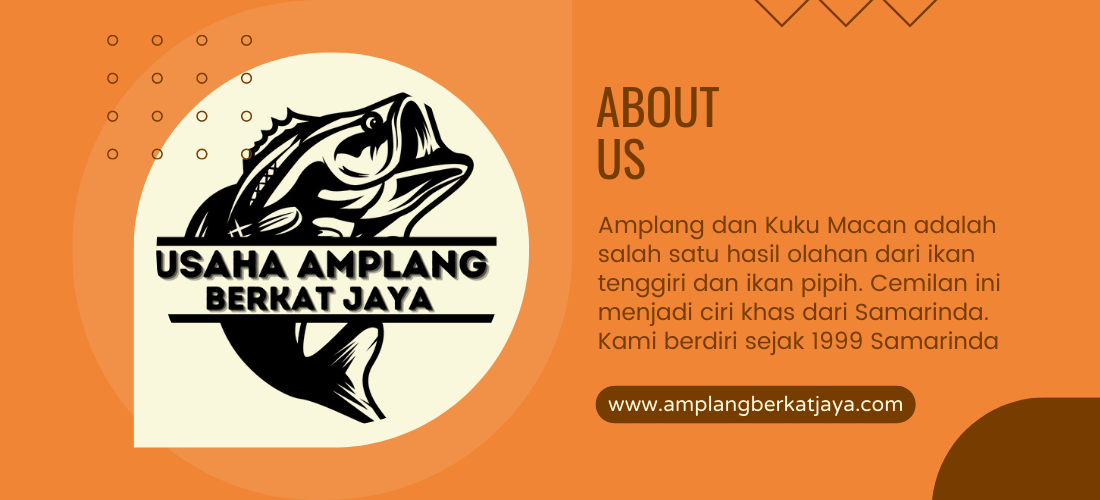 USAHA AMPLANG
BERKAT JAYA
ABOUT
US
Amplang dan Kuku Macan adalah
salah satu hasil olahan dari ikan
tenggiri dan ikan pipih. Cemilan ini
menjadi ciri khas dari Samarinda.
Kami berdiri sejak 1999 Samarinda
www.amplangberkatjaya.com